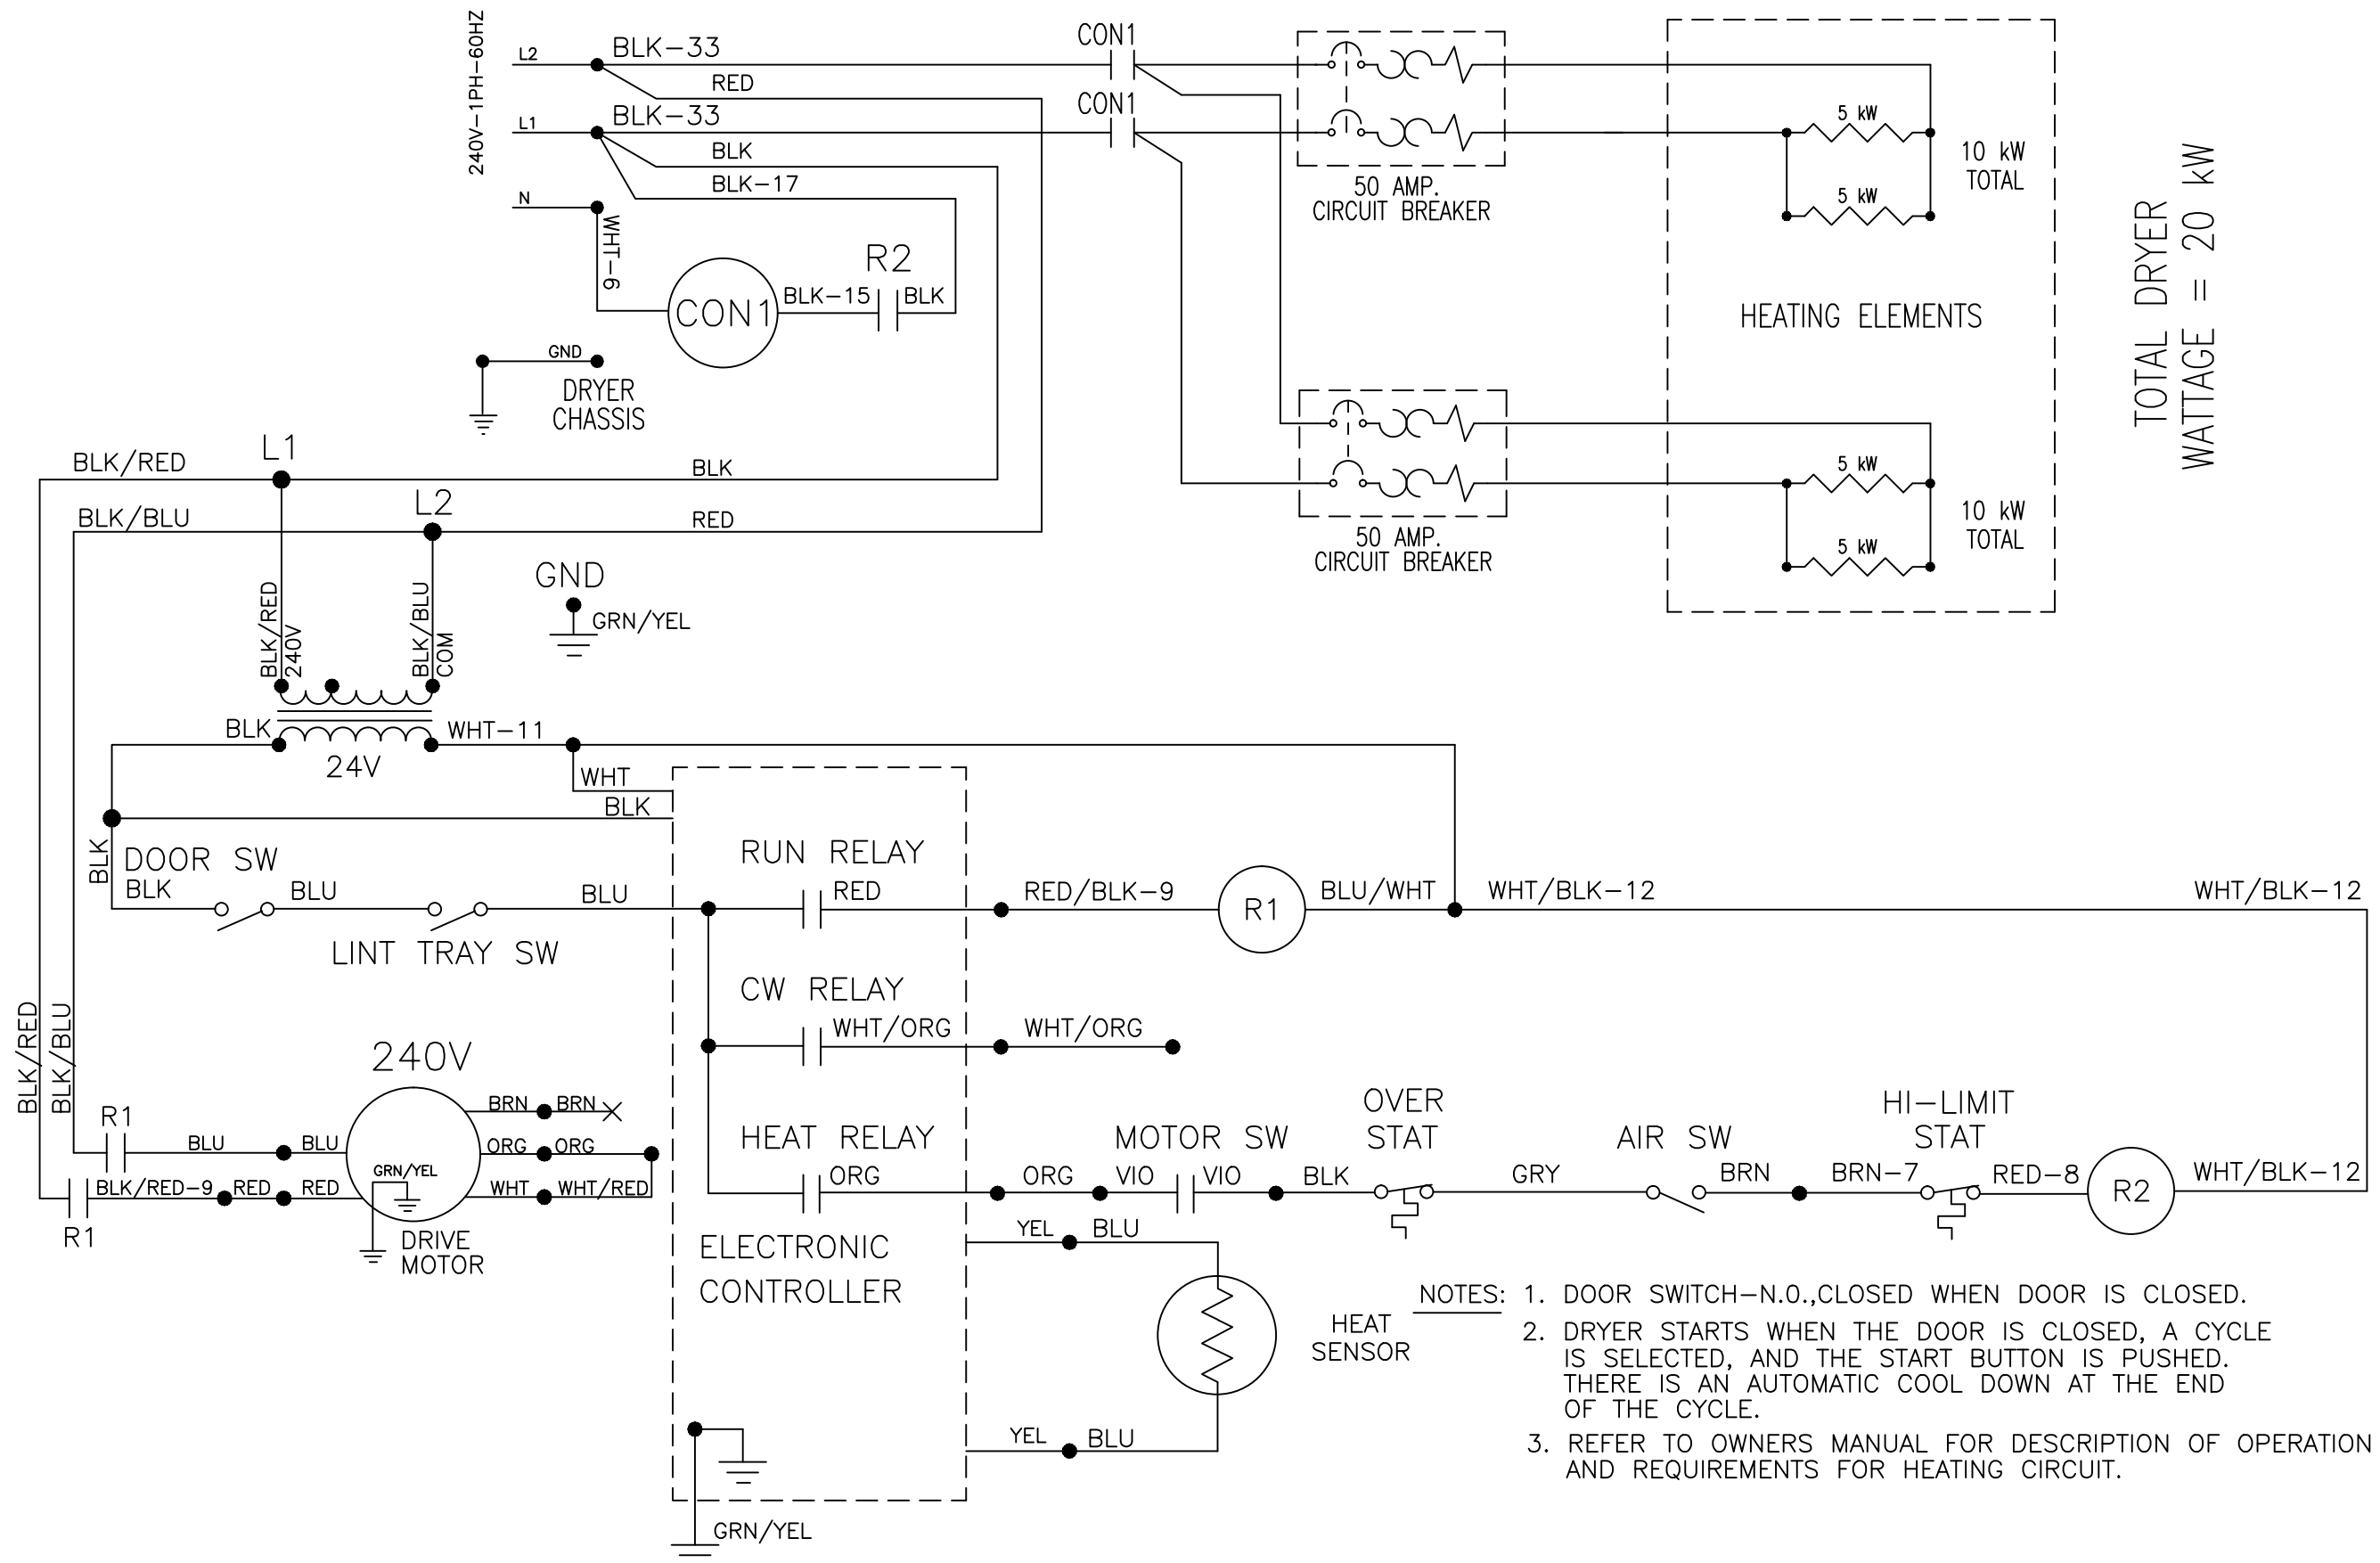 240V-1PH-60HZ
L2
BLK-33
RED
L1
BLK-33
BLK
BLK-17
N
WHT-6
CON1
BLK-15
R2
BLK
GND
DRYER
CHASSIS
CON1
CON1
50 AMP.
CIRCUIT BREAKER
5 kW
5 kW
10 kW
TOTAL
HEATING ELEMENTS
50 AMP.
CIRCUIT BREAKER
5 kW
5 kW
10 kW
TOTAL
TOTAL DRYER
WATTAGE = 20 kW
BLK/RED
L1
BLK
BLK/BLU
L2
RED
BLK/RED
240V
BLK/BLU
COM
GND
GRN/YEL
BLK
24V
WHT-11
WHT
BLK
BLK
DOOR SW
BLK
BLU
LINT TRAY SW
BLU
RUN RELAY
RED
RED/BLK-9
R1
BLU/WHT
WHT/BLK-12
WHT/BLK-12
CW RELAY
WHT/ORG
WHT/ORG
BLK/RED
BLK/BLU
240V
R1
BLU
BLU
GRN/YEL
BRN
BRN
ORG
ORG
WHT
WHT/RED
BLK/RED-9
RED
RED
R1
DRIVE
MOTOR
HEAT RELAY
ORG
ORG
MOTOR SW
VIO
VIO
BLK
OVER
STAT
GRY
AIR SW
BRN
BRN-7
HI-LIMIT
STAT
RED-8
R2
WHT/BLK-12
ELECTRONIC
CONTROLLER
YEL
BLU
HEAT
SENSOR
YEL
BLU
GRN/YEL
NOTES: 1. DOOR SWITCH-N.O.,CLOSED WHEN DOOR IS CLOSED.
2. DRYER STARTS WHEN THE DOOR IS CLOSED, A CYCLE
IS SELECTED, AND THE START BUTTON IS PUSHED.
THERE IS AN AUTOMATIC COOL DOWN AT THE END
OF THE CYCLE.
3. REFER TO OWNERS MANUAL FOR DESCRIPTION OF OPERATION
AND REQUIREMENTS FOR HEATING CIRCUIT.